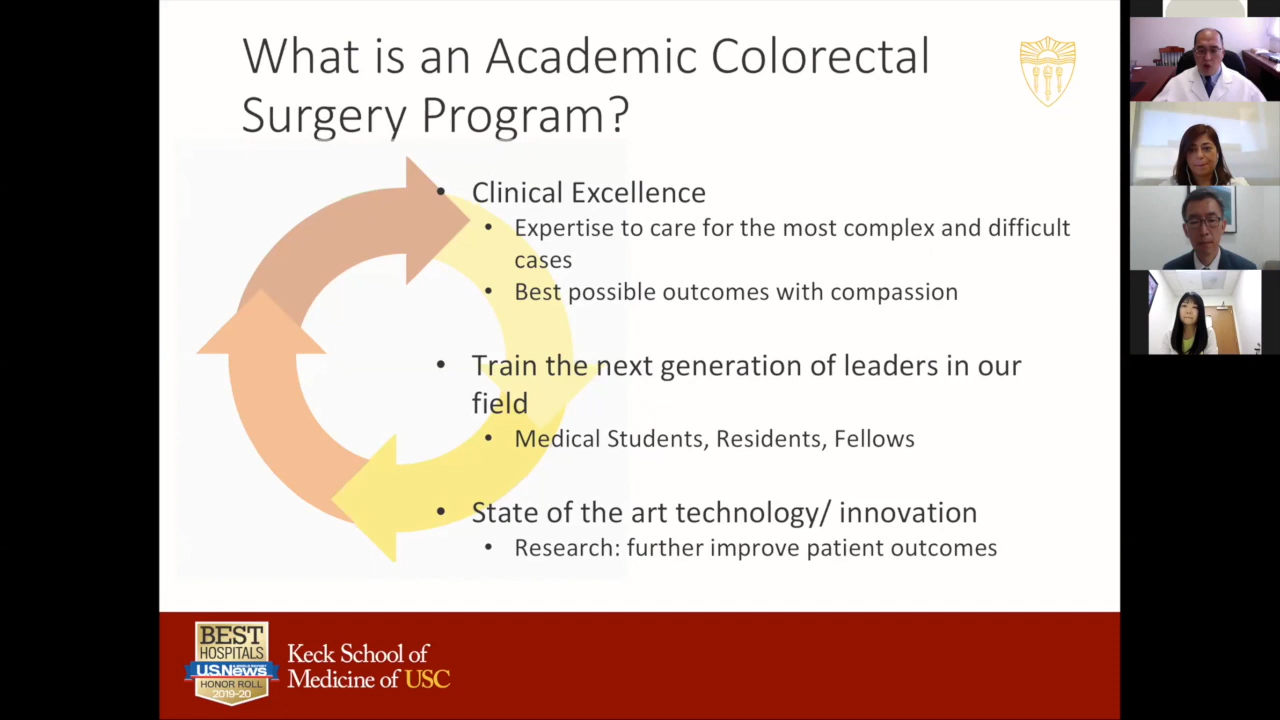 What is an Academic Colorectal
Surgery Program?
• Clinical Excellence
• Expertise to care for the most complex and difficult
cases
• Best possible outcomes with compassion
• Train the next generation of leaders in our
field
• Medical Students, Residents, Fellows
• State of the art technology/ innovation
• Research: further improve patient outcomes
BEST
HOSPITALS
U.S.News
HONOR ROLL
2019-20
Keck School of
Medicine of USC